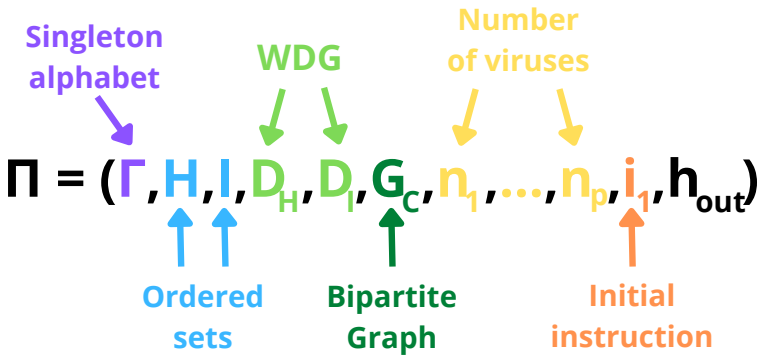 Singleton
alphabet
WDG
Number
of viruses
Π = (Γ,H,I,D_H,D_I,G_C,n_1,...,n_p,i_1,h_out)
Ordered
sets
Bipartite
Graph
Initial
instruction